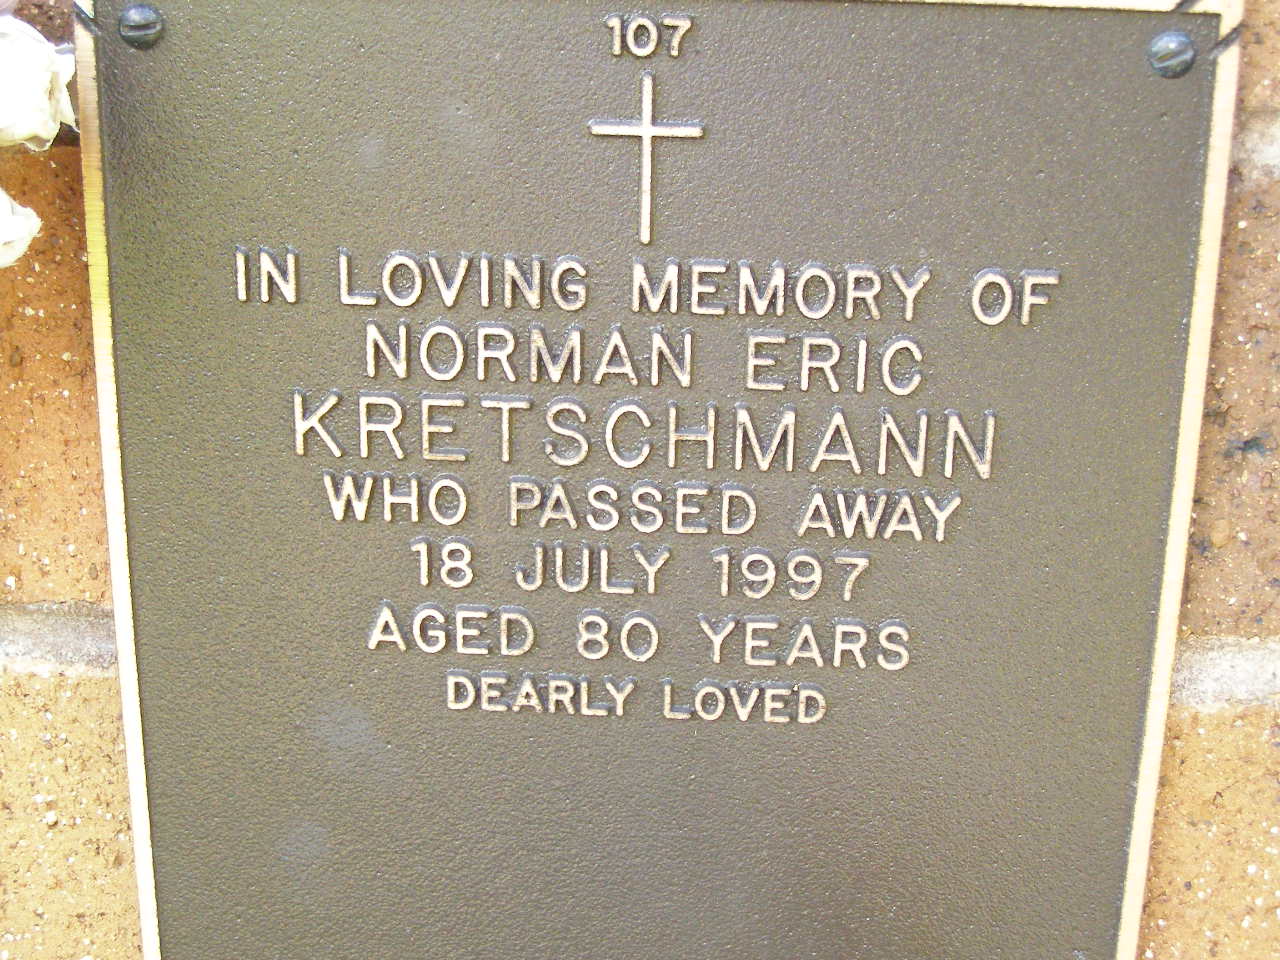 107
IN LOVING MEMORY OF
NORMAN ERIC
KRETSCHMANN
WHO PASSED AWAY
18 JULY 1997
AGED 80 YEARS
DEARLY LOVED